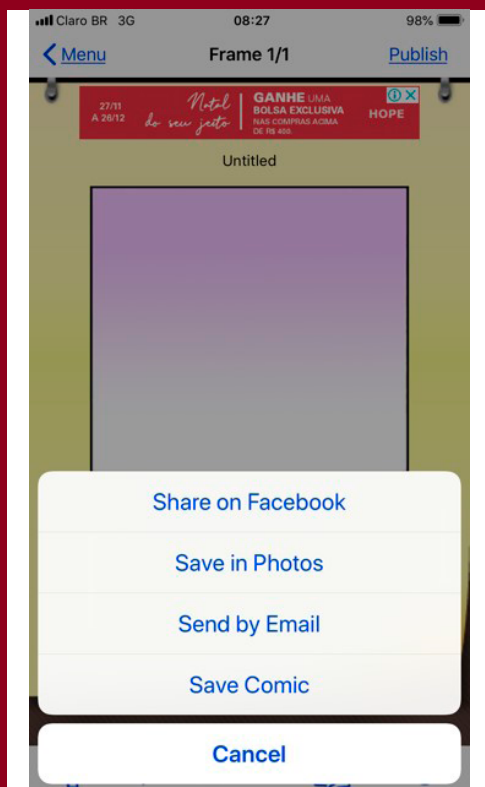 Claro BR 3G 08:27 98%
Menu Frame 1/1 Publish
27/11
A 26/12
Natal
do seu jeito
GANHE UMA
BOLSA EXCLUSIVA
NAS COMPRAS ACIMA
DE R$ 400.
HOPE
Untitled
Share on Facebook
Save in Photos
Send by Email
Save Comic
Cancel